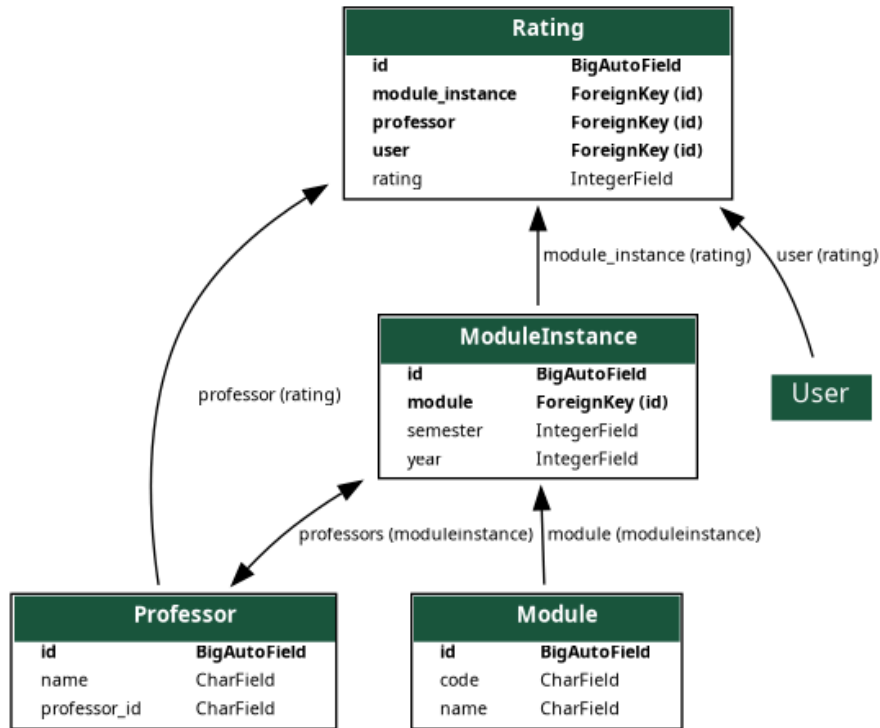 Rating
id BigAutoField
module_instance ForeignKey (id)
professor ForeignKey (id)
user ForeignKey (id)
rating IntegerField
module_instance (rating)
user (rating)
ModuleInstance
id BigAutoField
module ForeignKey (id)
semester IntegerField
year IntegerField
User
professor (rating)
professors (moduleinstance)
module (moduleinstance)
Professor
id BigAutoField
name CharField
professor_id CharField
Module
id BigAutoField
code CharField
name CharField